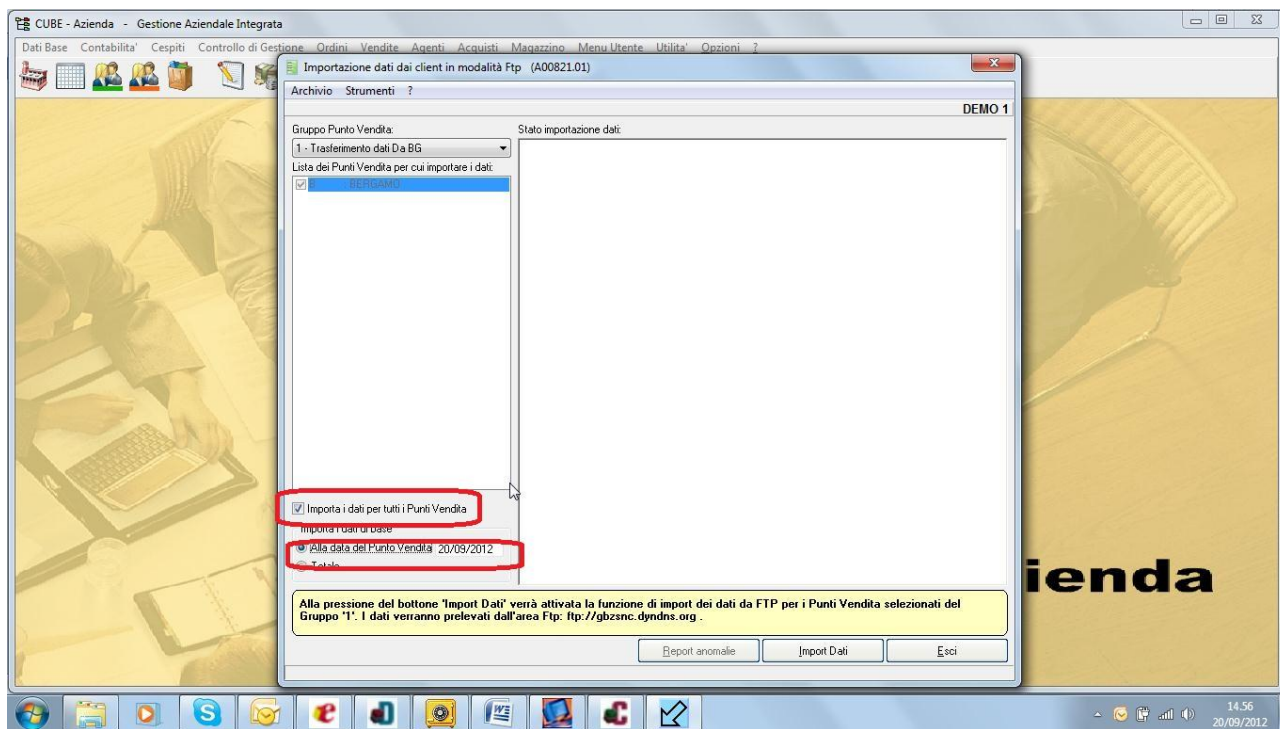 CUBE - Azienda - Gestione Aziendale Integrata
Dati Base Contabilita' Cespiti Controllo di Gestione Ordini Vendite Agenti Acquisti Magazzino Menu Utente Utilita' Opzioni ?
Importazione dati dai client in modalità Ftp (A00821.01)
Archivio Strumenti ?
DEMO 1
Gruppo Punto Vendita:
Stato importazione dati:
1 - Trasferimento dati Da BG
Lista dei Punti Vendita per cui importare i dati:
: BERGAMO
Importa i dati per tutti i Punti Vendita
Importa i dati di base
Alla data del Punto Vendita 20/09/2012
Totale
ienda
Alla pressione del bottone 'Import Dati' verrà attivata la funzione di import dei dati da FTP per i Punti Vendita selezionati del
Gruppo '1'. I dati verranno prelevati dall'area Ftp: ftp://gbzsnc.dyndns.org .
Report anomalie Import Dati Esci
14.56
20/09/2012